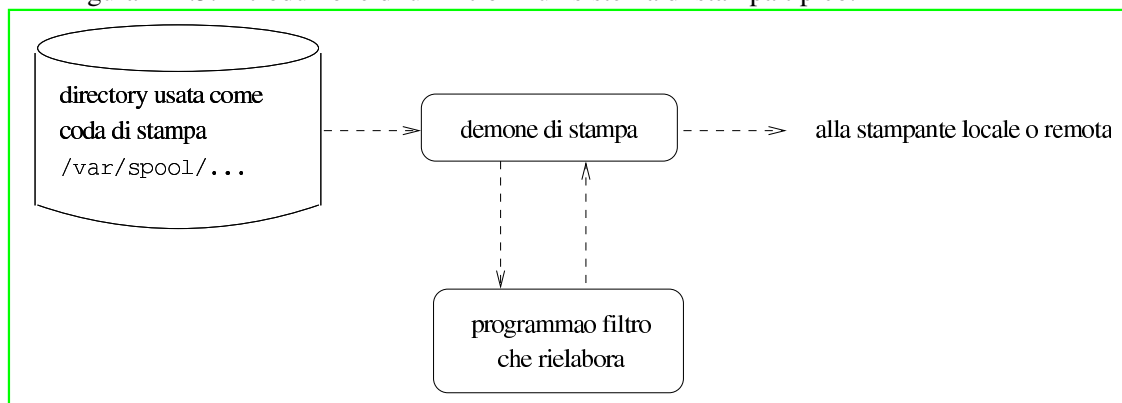 directory usata come
coda di stampa
/var/spool/...
demone di stampa
alla stampante locale o remota
programmao filtro
che rielabora